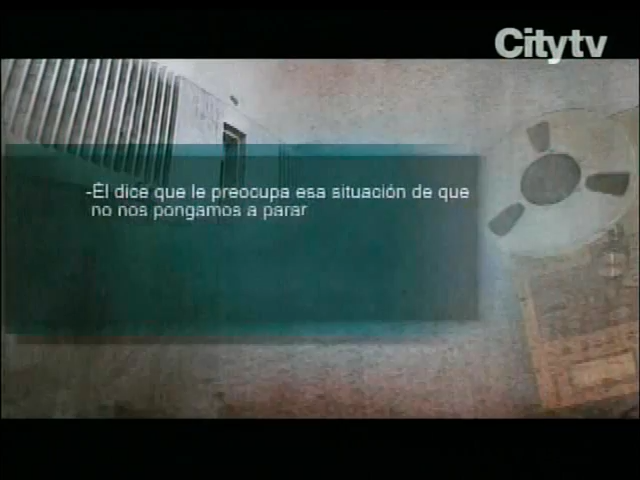 Citytv
-Él dice que le preocupa esa situación de que
no nos pongamos a parar